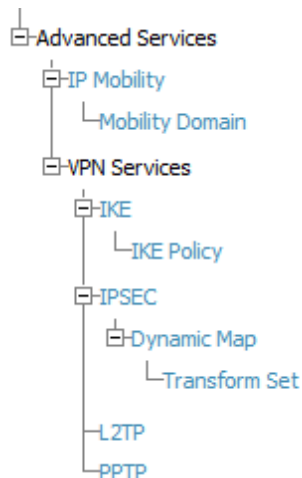 Advanced Services
IP Mobility
Mobility Domain
VPN Services
IKE
IKE Policy
IPSEC
Dynamic Map
Transform Set
L2TP
PPTP